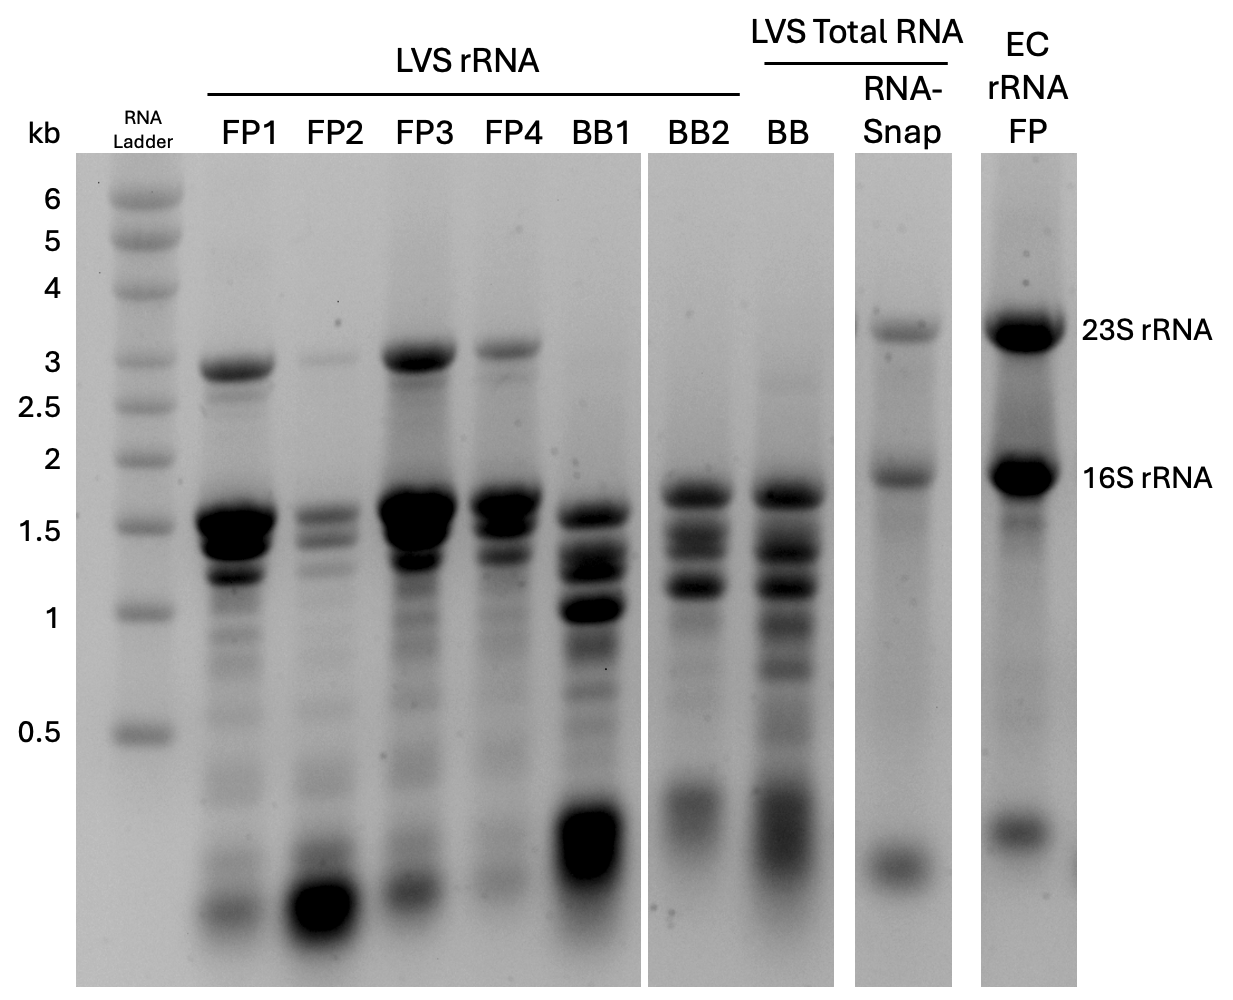 LVS Total RNA
EC
LVS rRNA
RNA-
rRNA
kb
RNA
Ladder
FP1
FP2
FP3
FP4
BB1
BB2
BB
Snap
FP
6
5
4
3
2.5
2
1.5
1
0.5
23S rRNA
16S rRNA